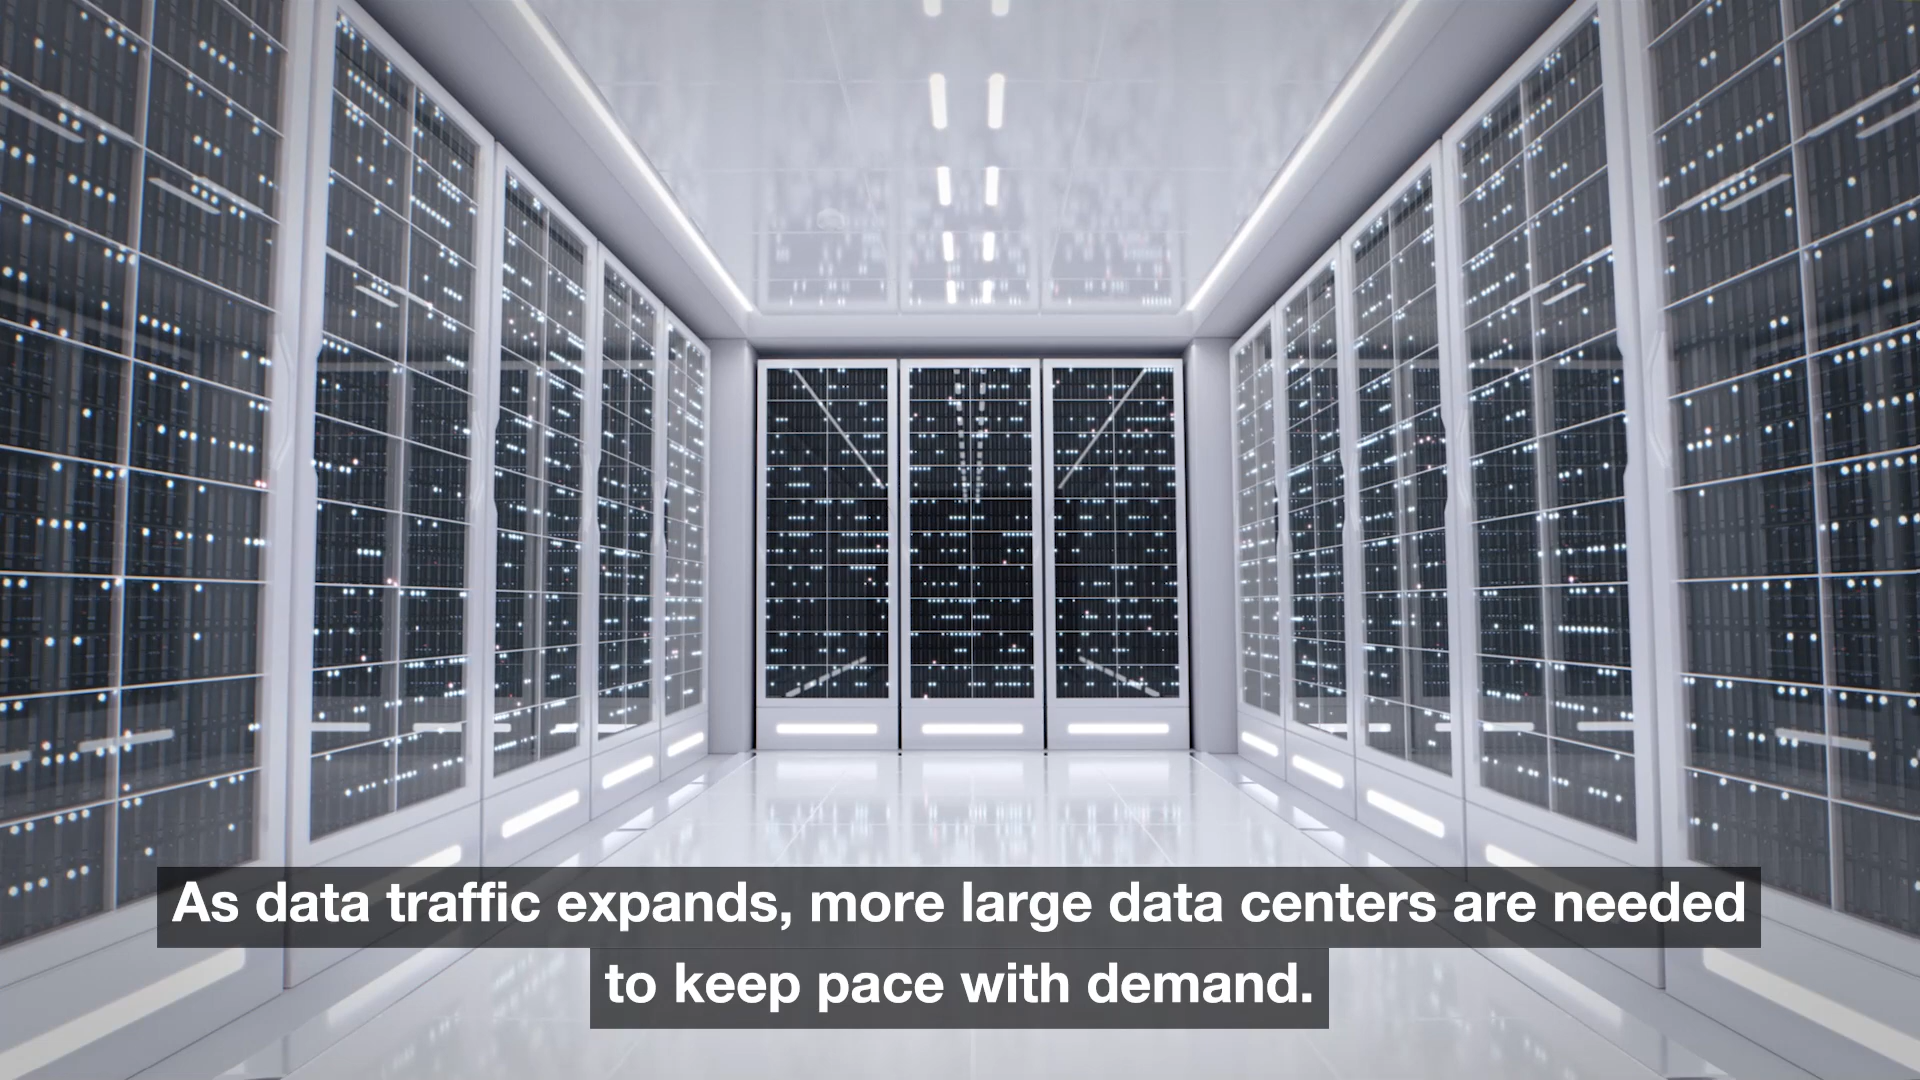 As data traffic expands, more large data centers are needed
to keep pace with demand.